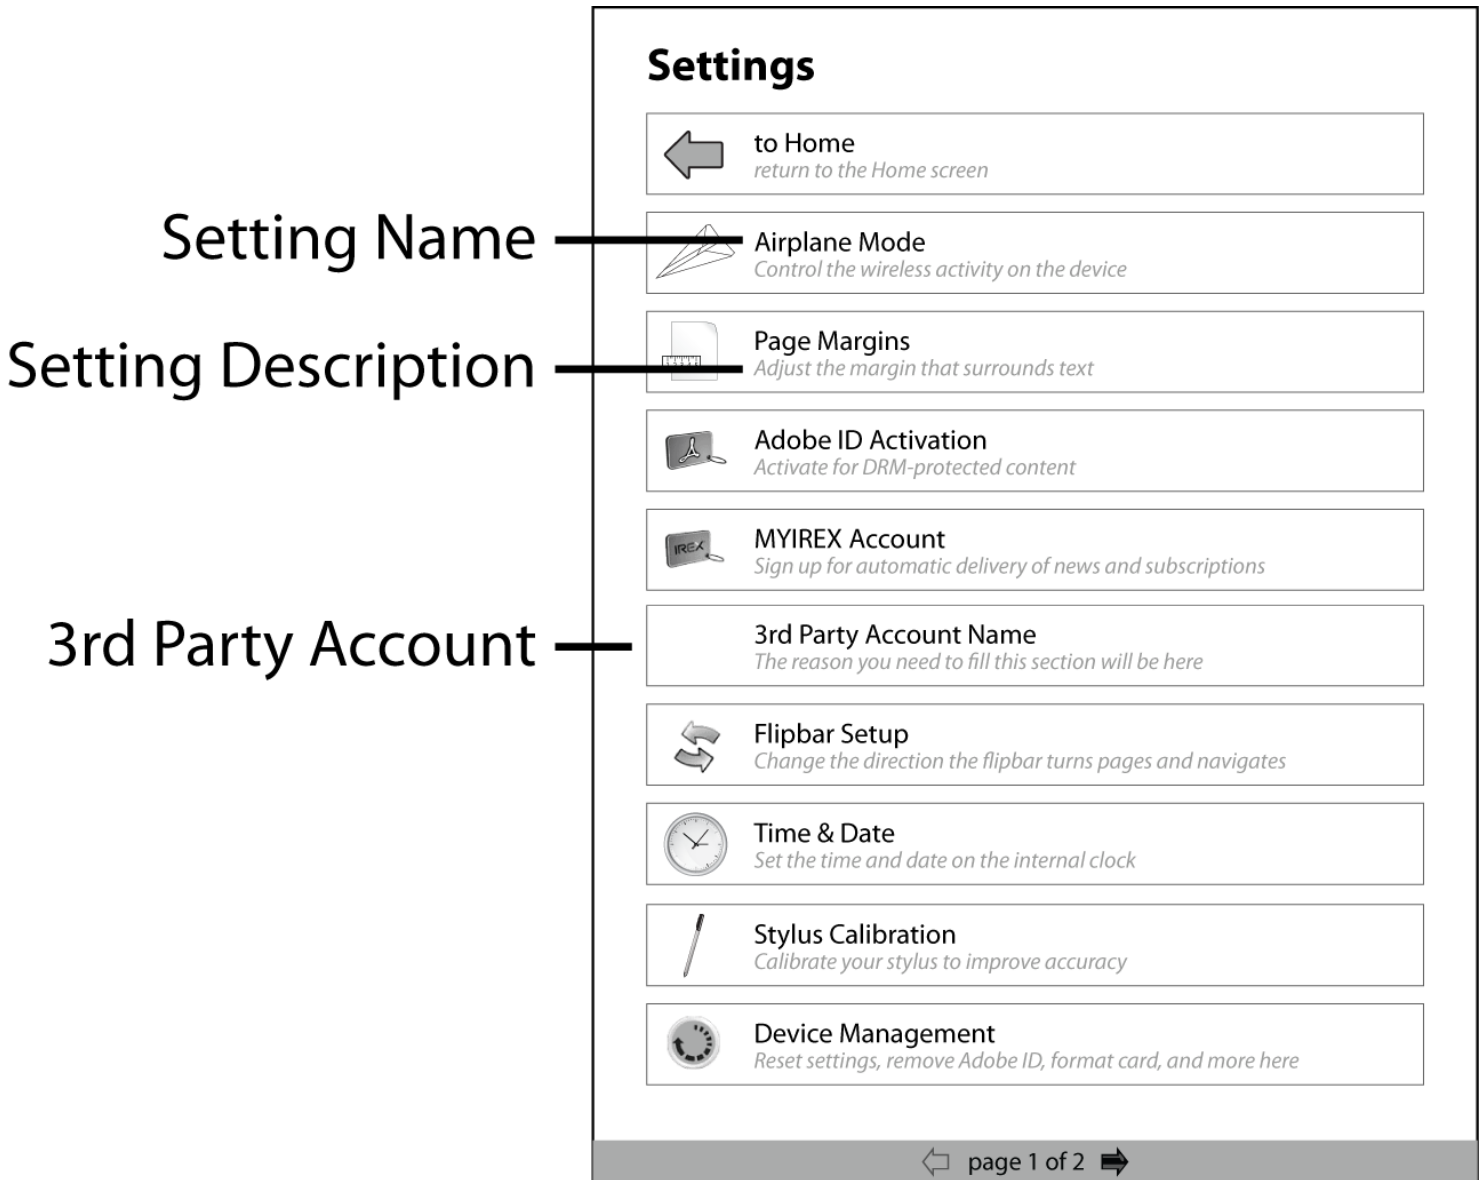 Settings
to Home
return to the Home screen
Setting Name
Airplane Mode
Control the wireless activity on the device
Page Margins
Setting Description
Adjust the margin that surrounds text
Adobe ID Activation
Activate for DRM-protected content
IREX
MYIREX Account
Sign up for automatic delivery of news and subscriptions
3rd Party Account
3rd Party Account Name
The reason you need to fill this section will be here
Flipbar Setup
Change the direction the flipbar turns pages and navigates
Time & Date
Set the time and date on the internal clock
Stylus Calibration
Calibrate your stylus to improve accuracy
Device Management
Reset settings, remove Adobe ID, format card, and more here
page 1 of 2